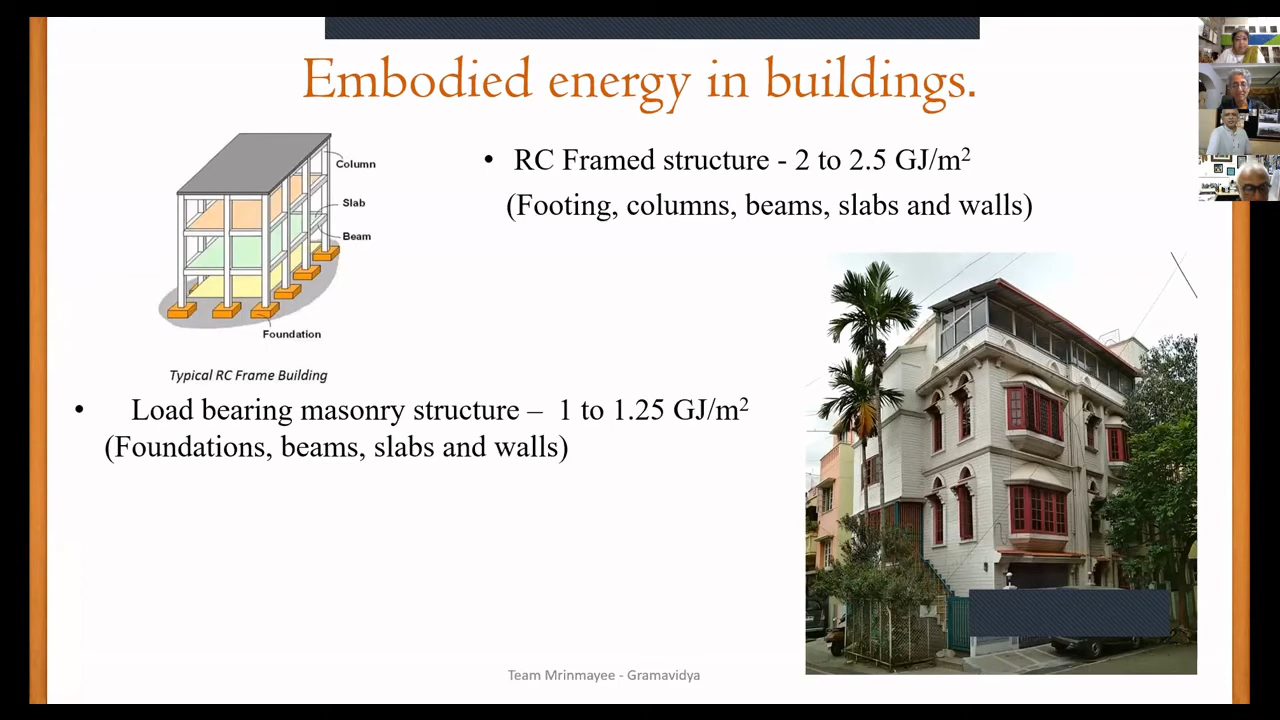 Embodied energy in buildings.
• RC Framed structure - 2 to 2.5 GJ/m²
(Footing, columns, beams, slabs and walls)
Column
Slab
Beam
Foundation
Typical RC Frame Building
• Load bearing masonry structure – 1 to 1.25 GJ/m²
(Foundations, beams, slabs and walls)
Team Mrinmayee - Gramavidya